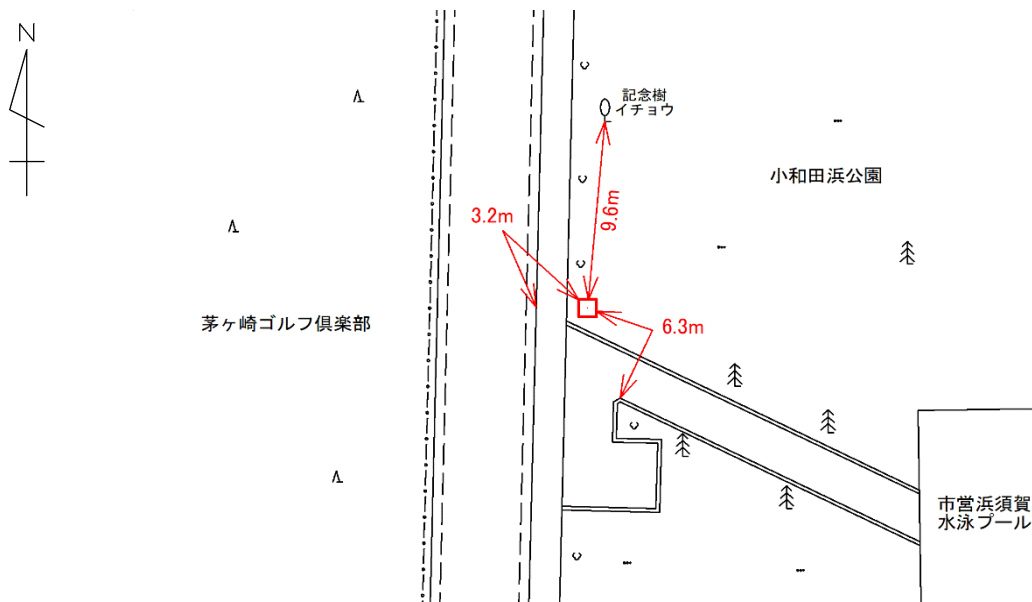 N
記念樹
イチョウ
小和田浜公園
3.2m
9.6m
茅ヶ崎ゴルフ倶楽部
6.3m
市営浜須賀
水泳プール